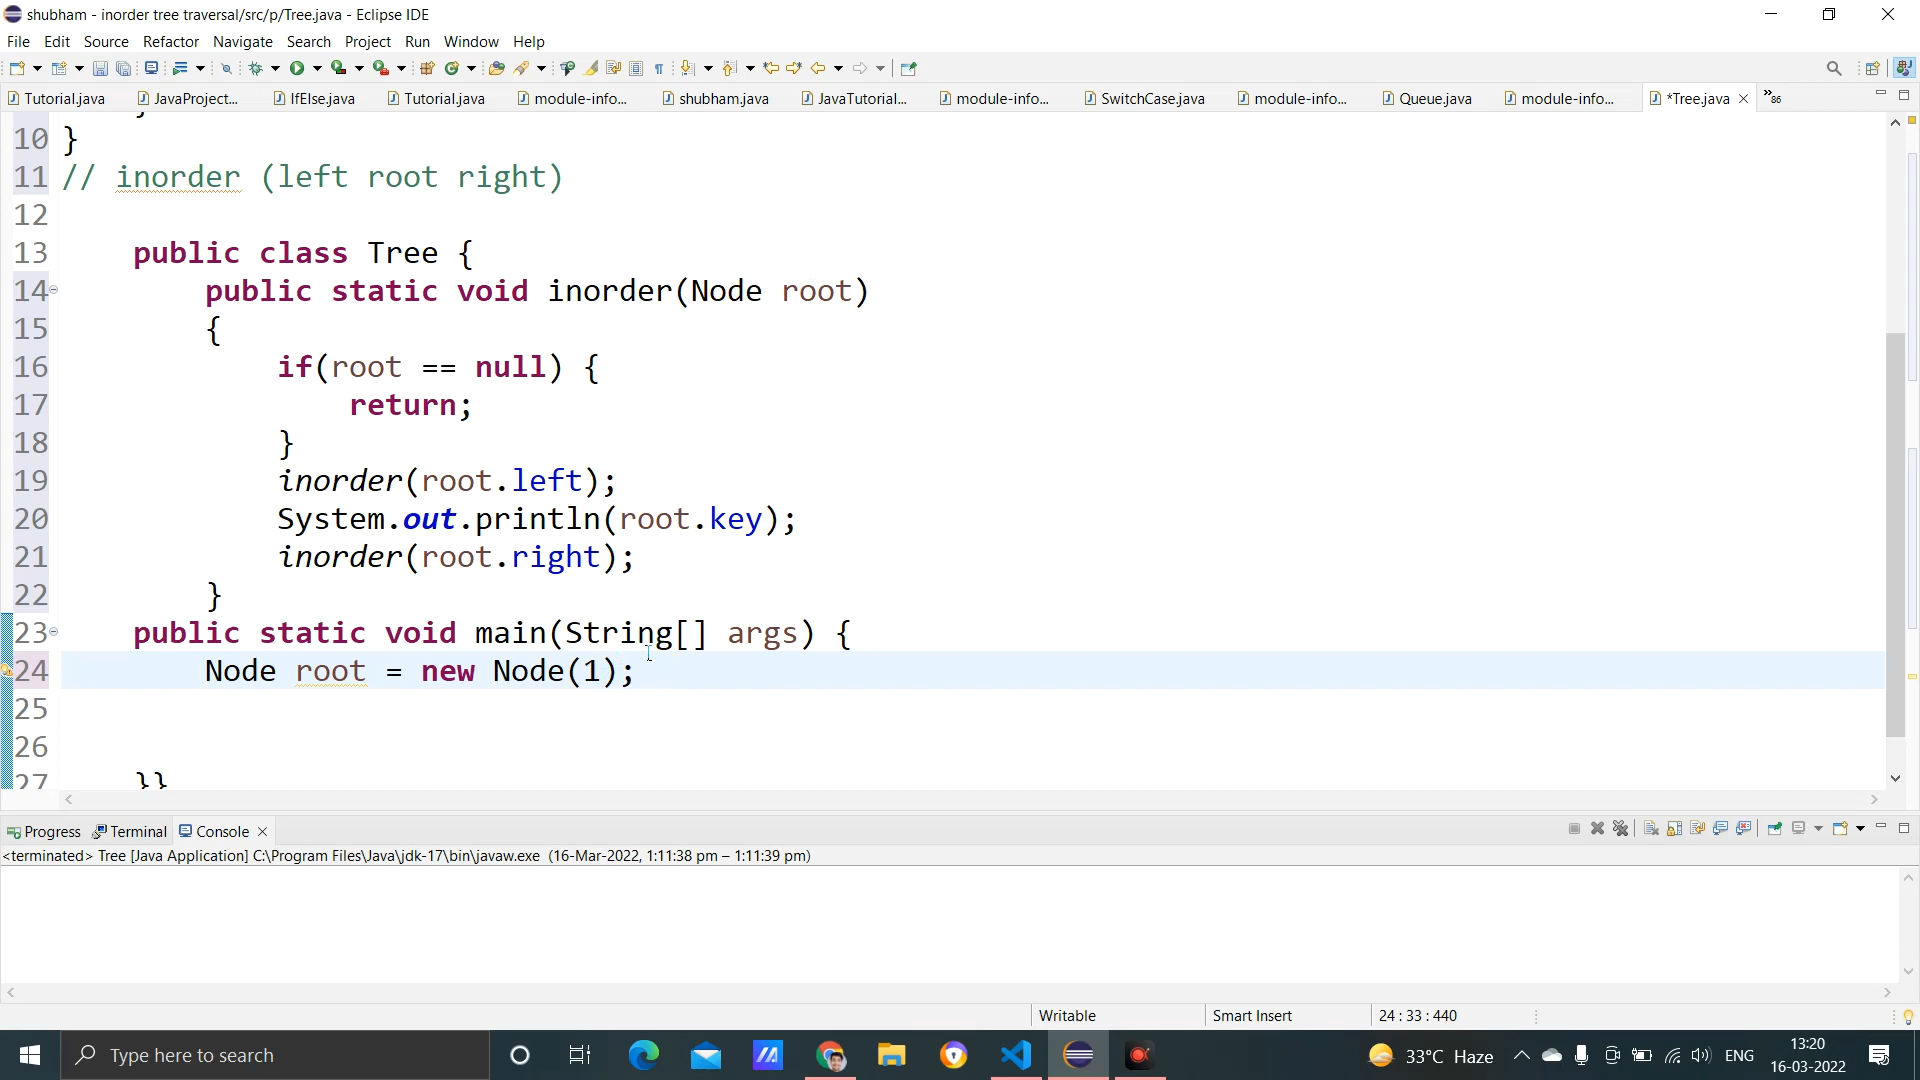 shubham - inorder tree traversal/src/p/Tree.java - Eclipse IDE
File Edit Source Refactor Navigate Search Project Run Window Help
Tutorial.java JavaProject... IfElse.java Tutorial.java module-info... shubham.java JavaTutorial... module-info... SwitchCase.java module-info... Queue.java module-info... *Tree.java »86
10 }
11 // inorder (left root right)
12
13 public class Tree {
14 public static void inorder(Node root)
15 {
16 if(root == null) {
17 return;
18 }
19 inorder(root.left);
20 System.out.println(root.key);
21 inorder(root.right);
22 }
23 public static void main(String[] args) {
24 Node root = new Node(1);
25
26
27 }}
Progress Terminal Console
<terminated> Tree [Java Application] C:\Program Files\Java\jdk-17\bin\javaw.exe (16-Mar-2022, 1:11:38 pm – 1:11:39 pm)
Writable Smart Insert 24 : 33 : 440
Type here to search
33°C Haze
ENG
13:20
16-03-2022